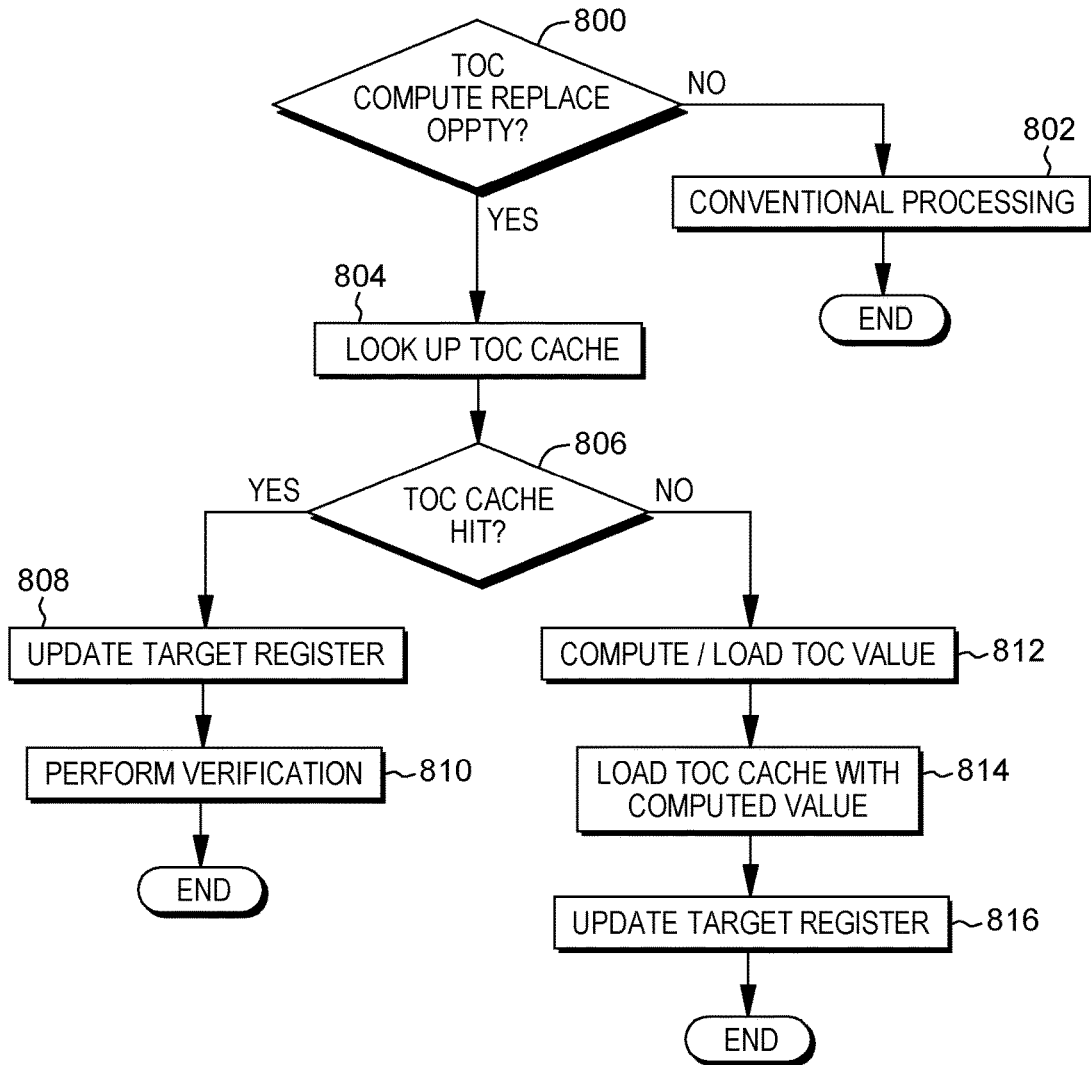 800
TOC
COMPUTE REPLACE
OPPTY?
NO
YES
802
CONVENTIONAL PROCESSING
END
804
LOOK UP TOC CACHE
806
TOC CACHE
HIT?
YES
NO
808
UPDATE TARGET REGISTER
PERFORM VERIFICATION
810
END
COMPUTE / LOAD TOC VALUE
812
LOAD TOC CACHE WITH
COMPUTED VALUE
814
UPDATE TARGET REGISTER
816
END